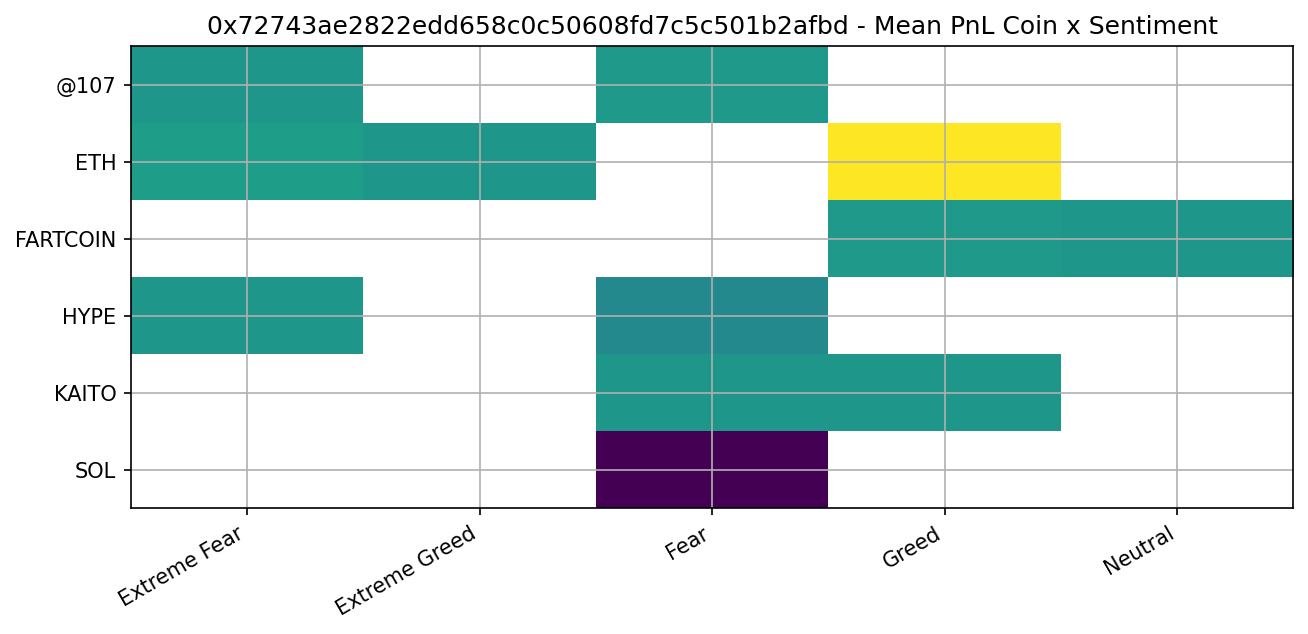 0x72743ae2822edd658c0c50608fd7c5c501b2afbd - Mean PnL Coin x Sentiment
@107
ETH
FARTCOIN
HYPE
KAITO
SOL
Extreme Fear
Extreme Greed
Fear
Greed
Neutral